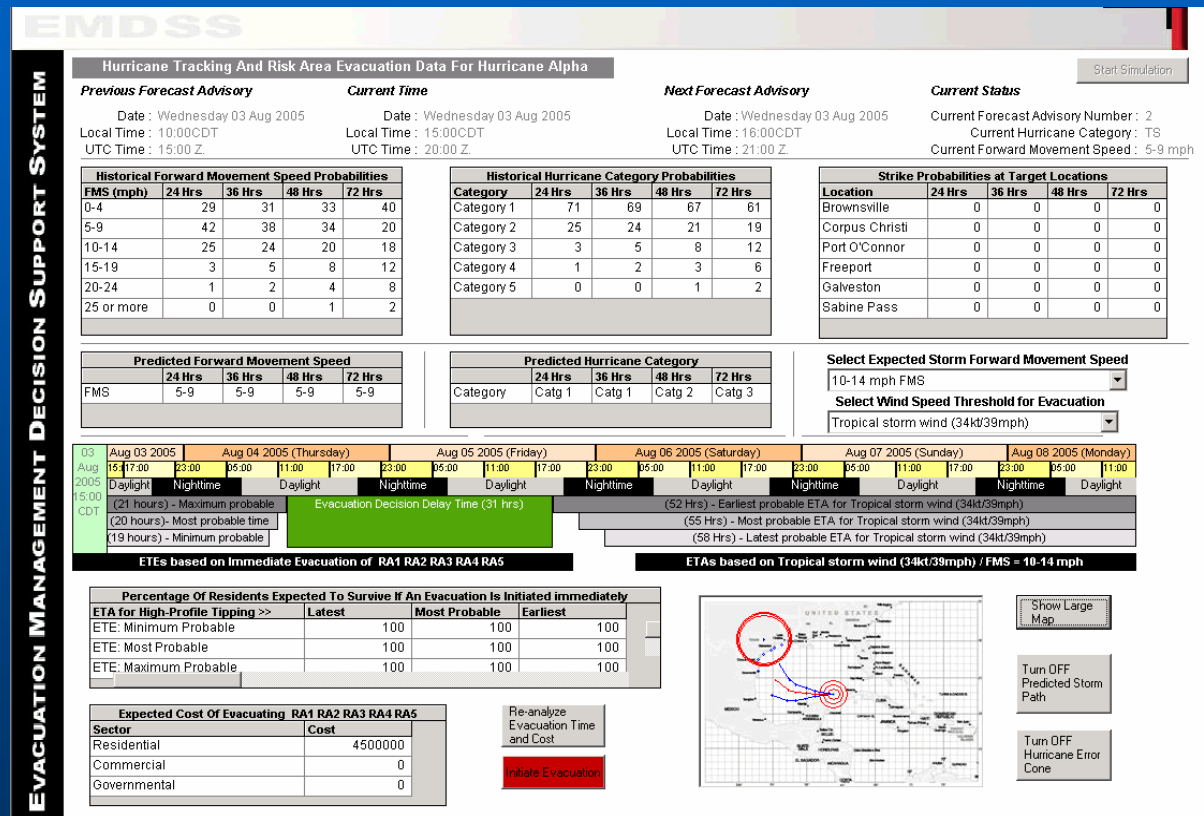 EMDSS
EVACUATION MANAGEMENT DECISION SUPPORT SYSTEM
Hurricane Tracking And Risk Area Evacuation Data For Hurricane Alpha
Start Simulation
Previous Forecast Advisory
Date : Wednesday 03 Aug 2005
Local Time : 10:00CDT
UTC Time : 15:00 Z.
Current Time
Date : Wednesday 03 Aug 2005
Local Time : 15:00CDT
UTC Time : 20:00 Z.
Next Forecast Advisory
Date : Wednesday 03 Aug 2005
Local Time : 16:00CDT
UTC Time : 21:00 Z.
Current Status
Current Forecast Advisory Number : 2
Current Hurricane Category : TS
Current Forward Movement Speed : 5-9 mph
Historical Forward Movement Speed Probabilities
FMS (mph) 24 Hrs 36 Hrs 48 Hrs 72 Hrs
0-4 29 31 33 40
5-9 42 38 34 20
10-14 25 24 20 18
15-19 3 5 8 12
20-24 1 2 4 8
25 or more 0 0 1 2
Historical Hurricane Category Probabilities
Category 24 Hrs 36 Hrs 48 Hrs 72 Hrs
Category 1 71 69 67 61
Category 2 25 24 21 19
Category 3 3 5 8 12
Category 4 1 2 3 6
Category 5 0 0 1 2
Strike Probabilities at Target Locations
Location 24 Hrs 36 Hrs 48 Hrs 72 Hrs
Brownsville 0 0 0 0
Corpus Christi 0 0 0 0
Port O'Connor 0 0 0 0
Freeport 0 0 0 0
Galveston 0 0 0 0
Sabine Pass 0 0 0 0
Predicted Forward Movement Speed
24 Hrs 36 Hrs 48 Hrs 72 Hrs
FMS 5-9 5-9 5-9 5-9
Predicted Hurricane Category
24 Hrs 36 Hrs 48 Hrs 72 Hrs
Category Catg 1 Catg 1 Catg 2 Catg 3
Select Expected Storm Forward Movement Speed
10-14 mph FMS
Select Wind Speed Threshold for Evacuation
Tropical storm wind (34kt/39mph)
03 Aug 2005 15:00 CDT
Aug 03 2005 Aug 04 2005 (Thursday) Aug 05 2005 (Friday) Aug 06 2005 (Saturday) Aug 07 2005 (Sunday) Aug 08 2005 (Monday)
17:00 23:00 05:00 11:00 17:00 23:00 05:00 11:00 17:00 23:00 05:00 11:00 17:00 23:00 05:00 11:00 17:00 23:00 05:00 11:00
Daylight Nighttime Daylight Nighttime Daylight Nighttime Daylight Nighttime Daylight Nighttime Daylight
(21 hours) - Maximum probable Evacuation Decision Delay Time (31 hrs) (52 Hrs) - Earliest probable ETA for Tropical storm wind (34kt/39mph)
(20 hours)- Most probable time (55 Hrs) - Most probable ETA for Tropical storm wind (34kt/39mph)
(19 hours) - Minimum probable (58 Hrs) - Latest probable ETA for Tropical storm wind (34kt/39mph)
ETEs based on Immediate Evacuation of RA1 RA2 RA3 RA4 RA5
ETAs based on Tropical storm wind (34kt/39mph) / FMS = 10-14 mph
Percentage Of Residents Expected To Survive If An Evacuation Is Initiated immediately
ETA for High-Profile Tipping >> Latest Most Probable Earliest
ETE: Minimum Probable 100 100 100
ETE: Most Probable 100 100 100
ETE: Maximum Probable 100 100 100
Expected Cost Of Evacuating RA1 RA2 RA3 RA4 RA5
Sector Cost
Residential 4500000
Commercial 0
Governmental 0
Re-analyze
Evacuation Time
and Cost
Initiate Evacuation
UNITED STATES
MEXICO
CUBA
Show Large
Map
Turn OFF
Predicted Storm
Path
Turn OFF
Hurricane Error
Cone